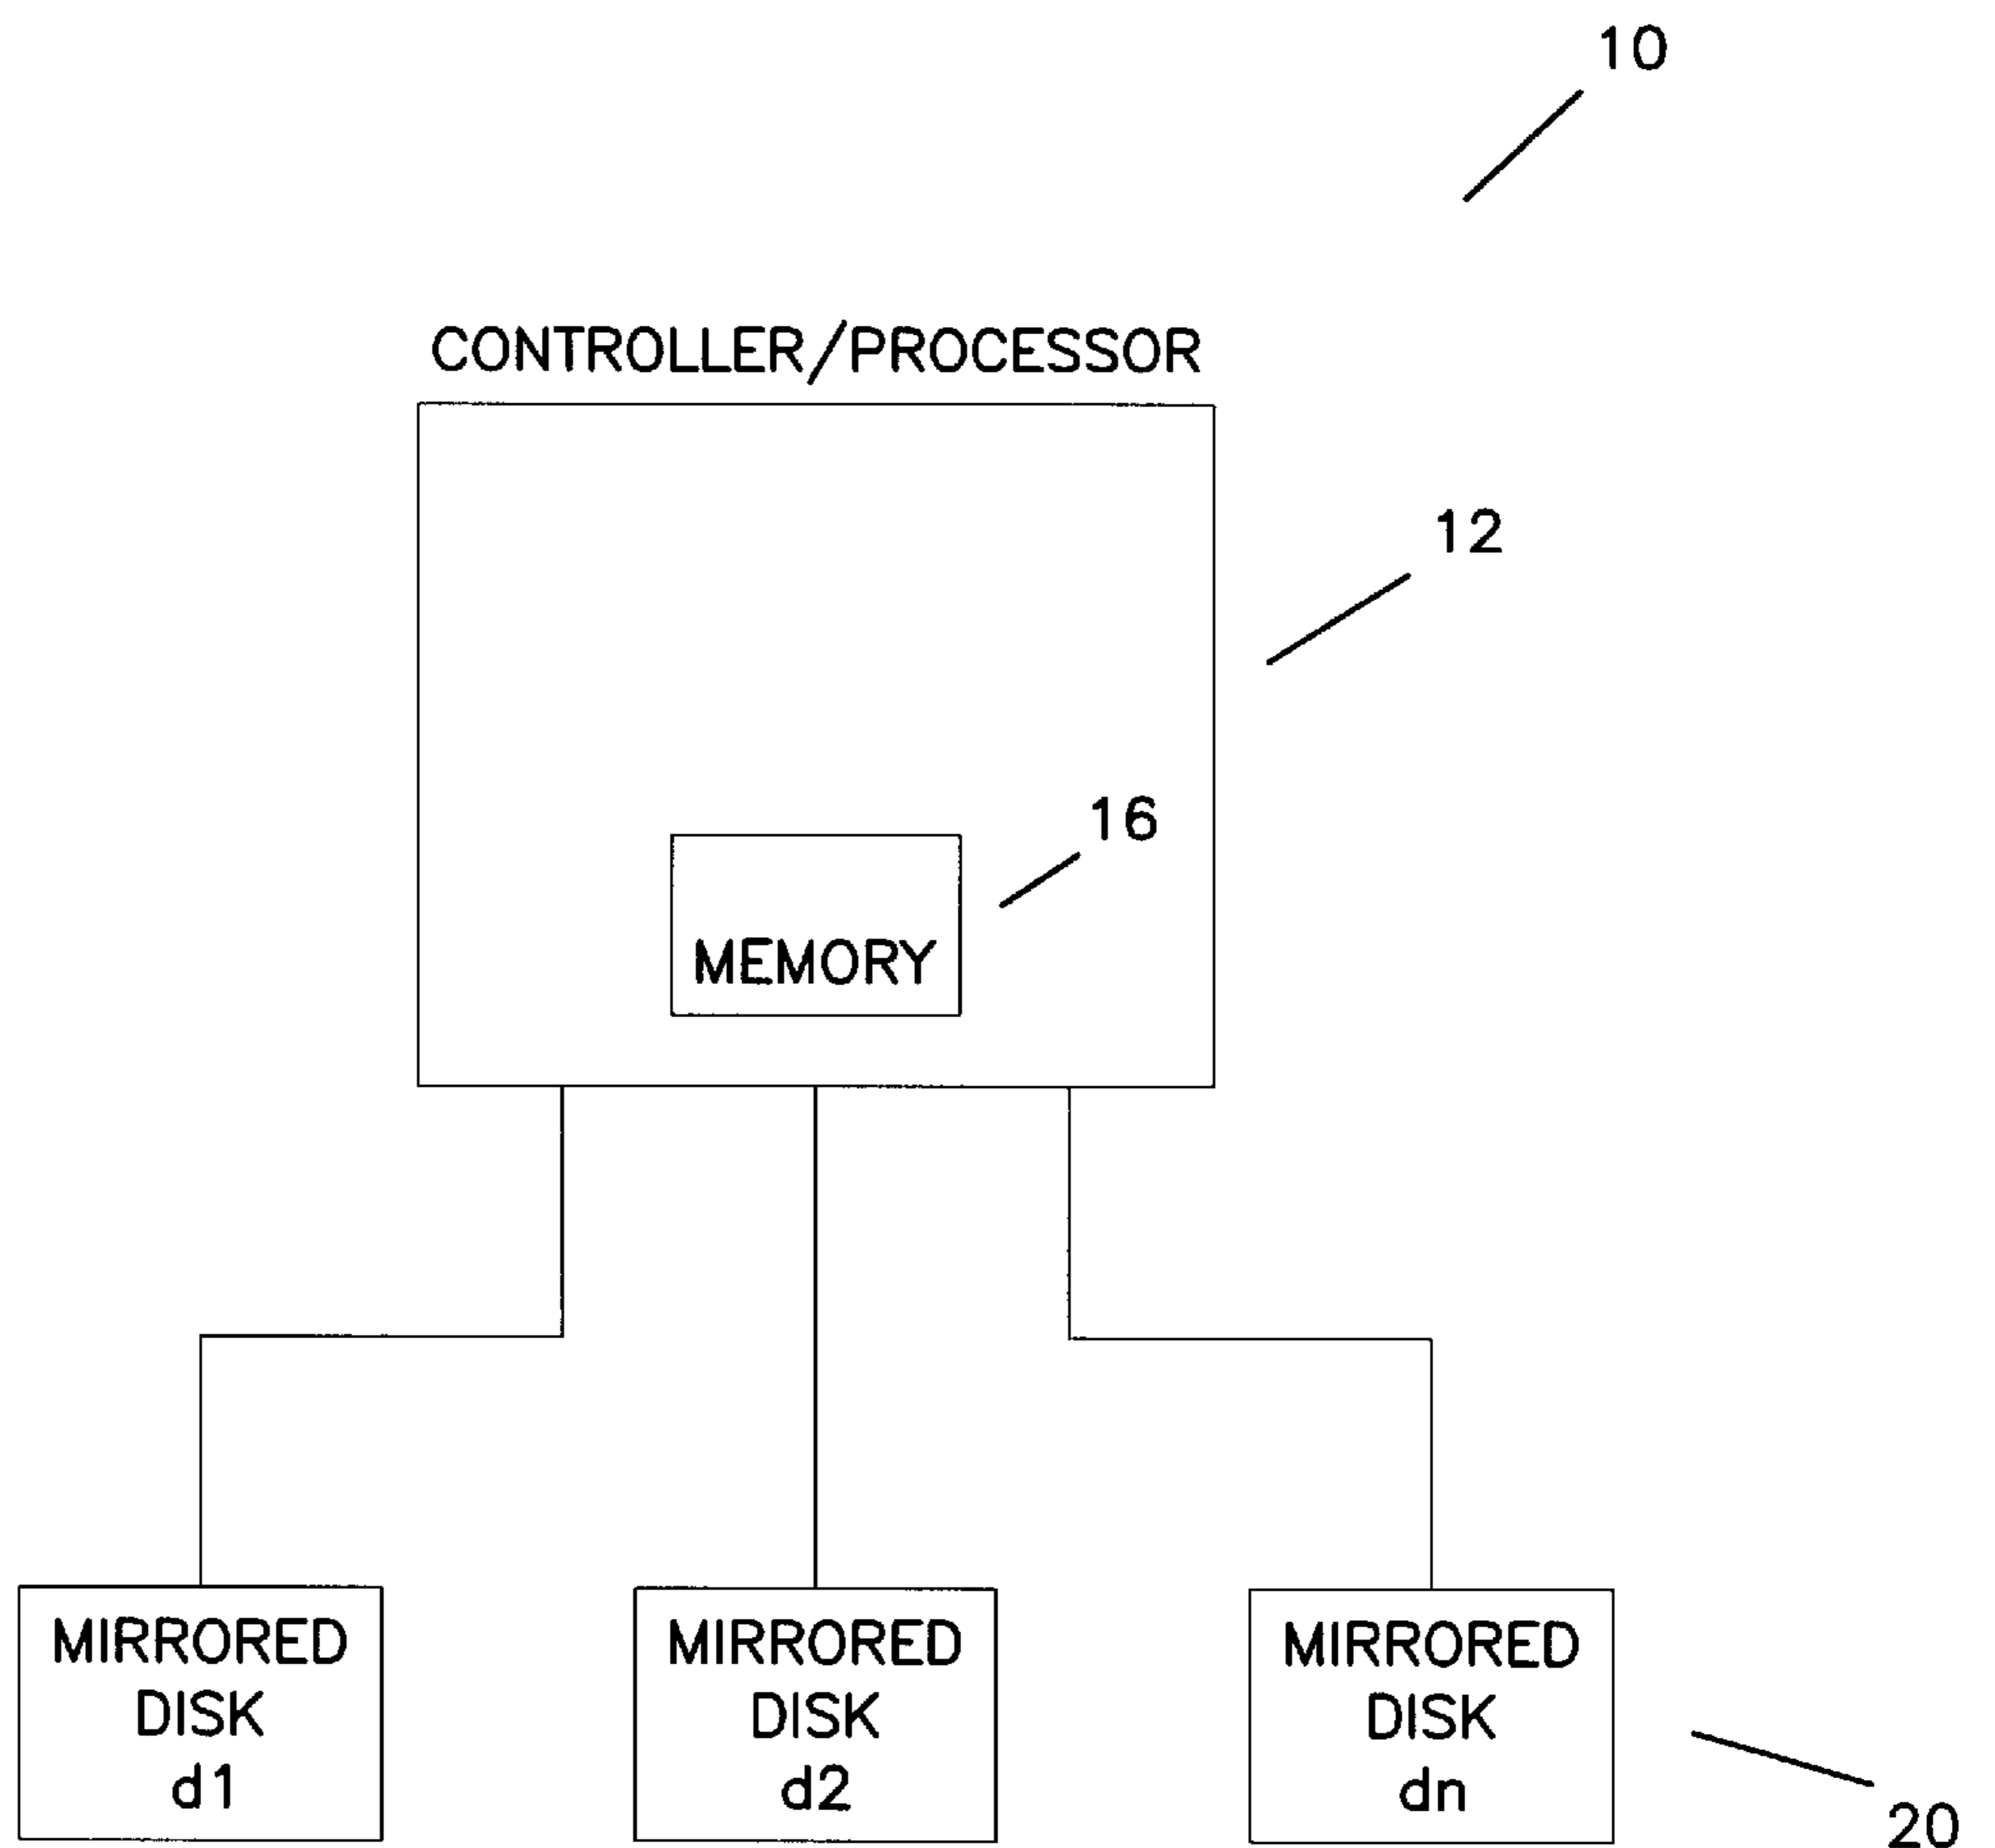 10
CONTROLLER/PROCESSOR
12
16
MEMORY
MIRRORED
DISK
d1
MIRRORED
DISK
d2
MIRRORED
DISK
dn
20